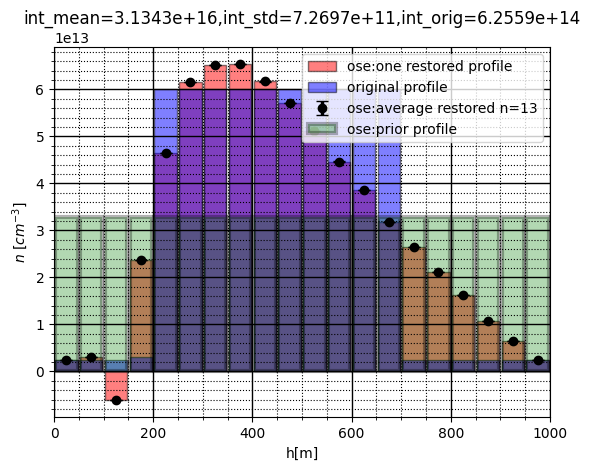 int_mean=3.1343e+16,int_std=7.2697e+11,int_orig=6.2559e+14
1e13
ose:one restored profile
original profile
ose:average restored n=13
ose:prior profile
6
5
4
3
2
1
0
n [cm⁻³]
0 200 400 600 800 1000
h[m]